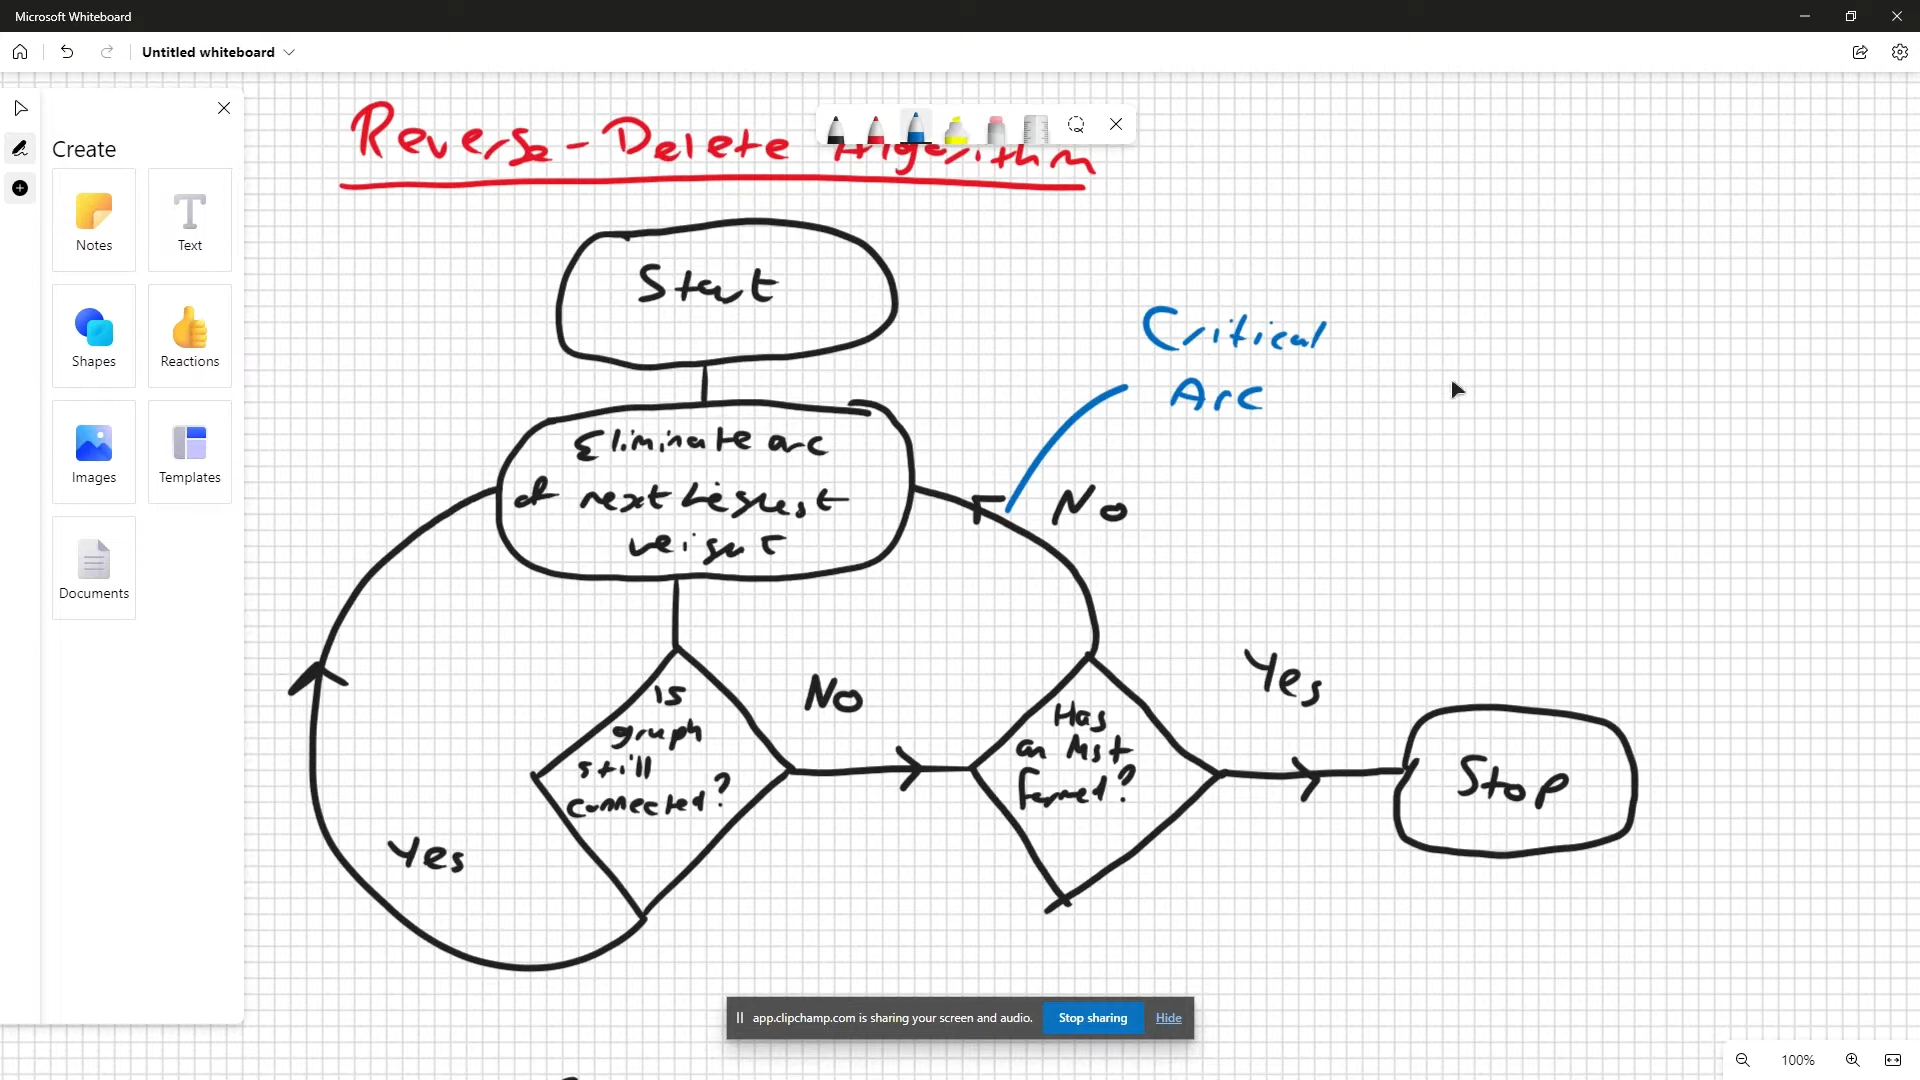 Microsoft Whiteboard
Untitled whiteboard
Create
Notes
Text
Shapes
Reactions
Images
Templates
Documents
Reverse-Delete Algorithm
Start
Critical
Arc
Eliminate arc
of next highest
weight
No
Is
graph
still
connected?
No
Has
an Mst
formed?
Yes
Stop
Yes
app.clipchamp.com is sharing your screen and audio.
Stop sharing
Hide
100%